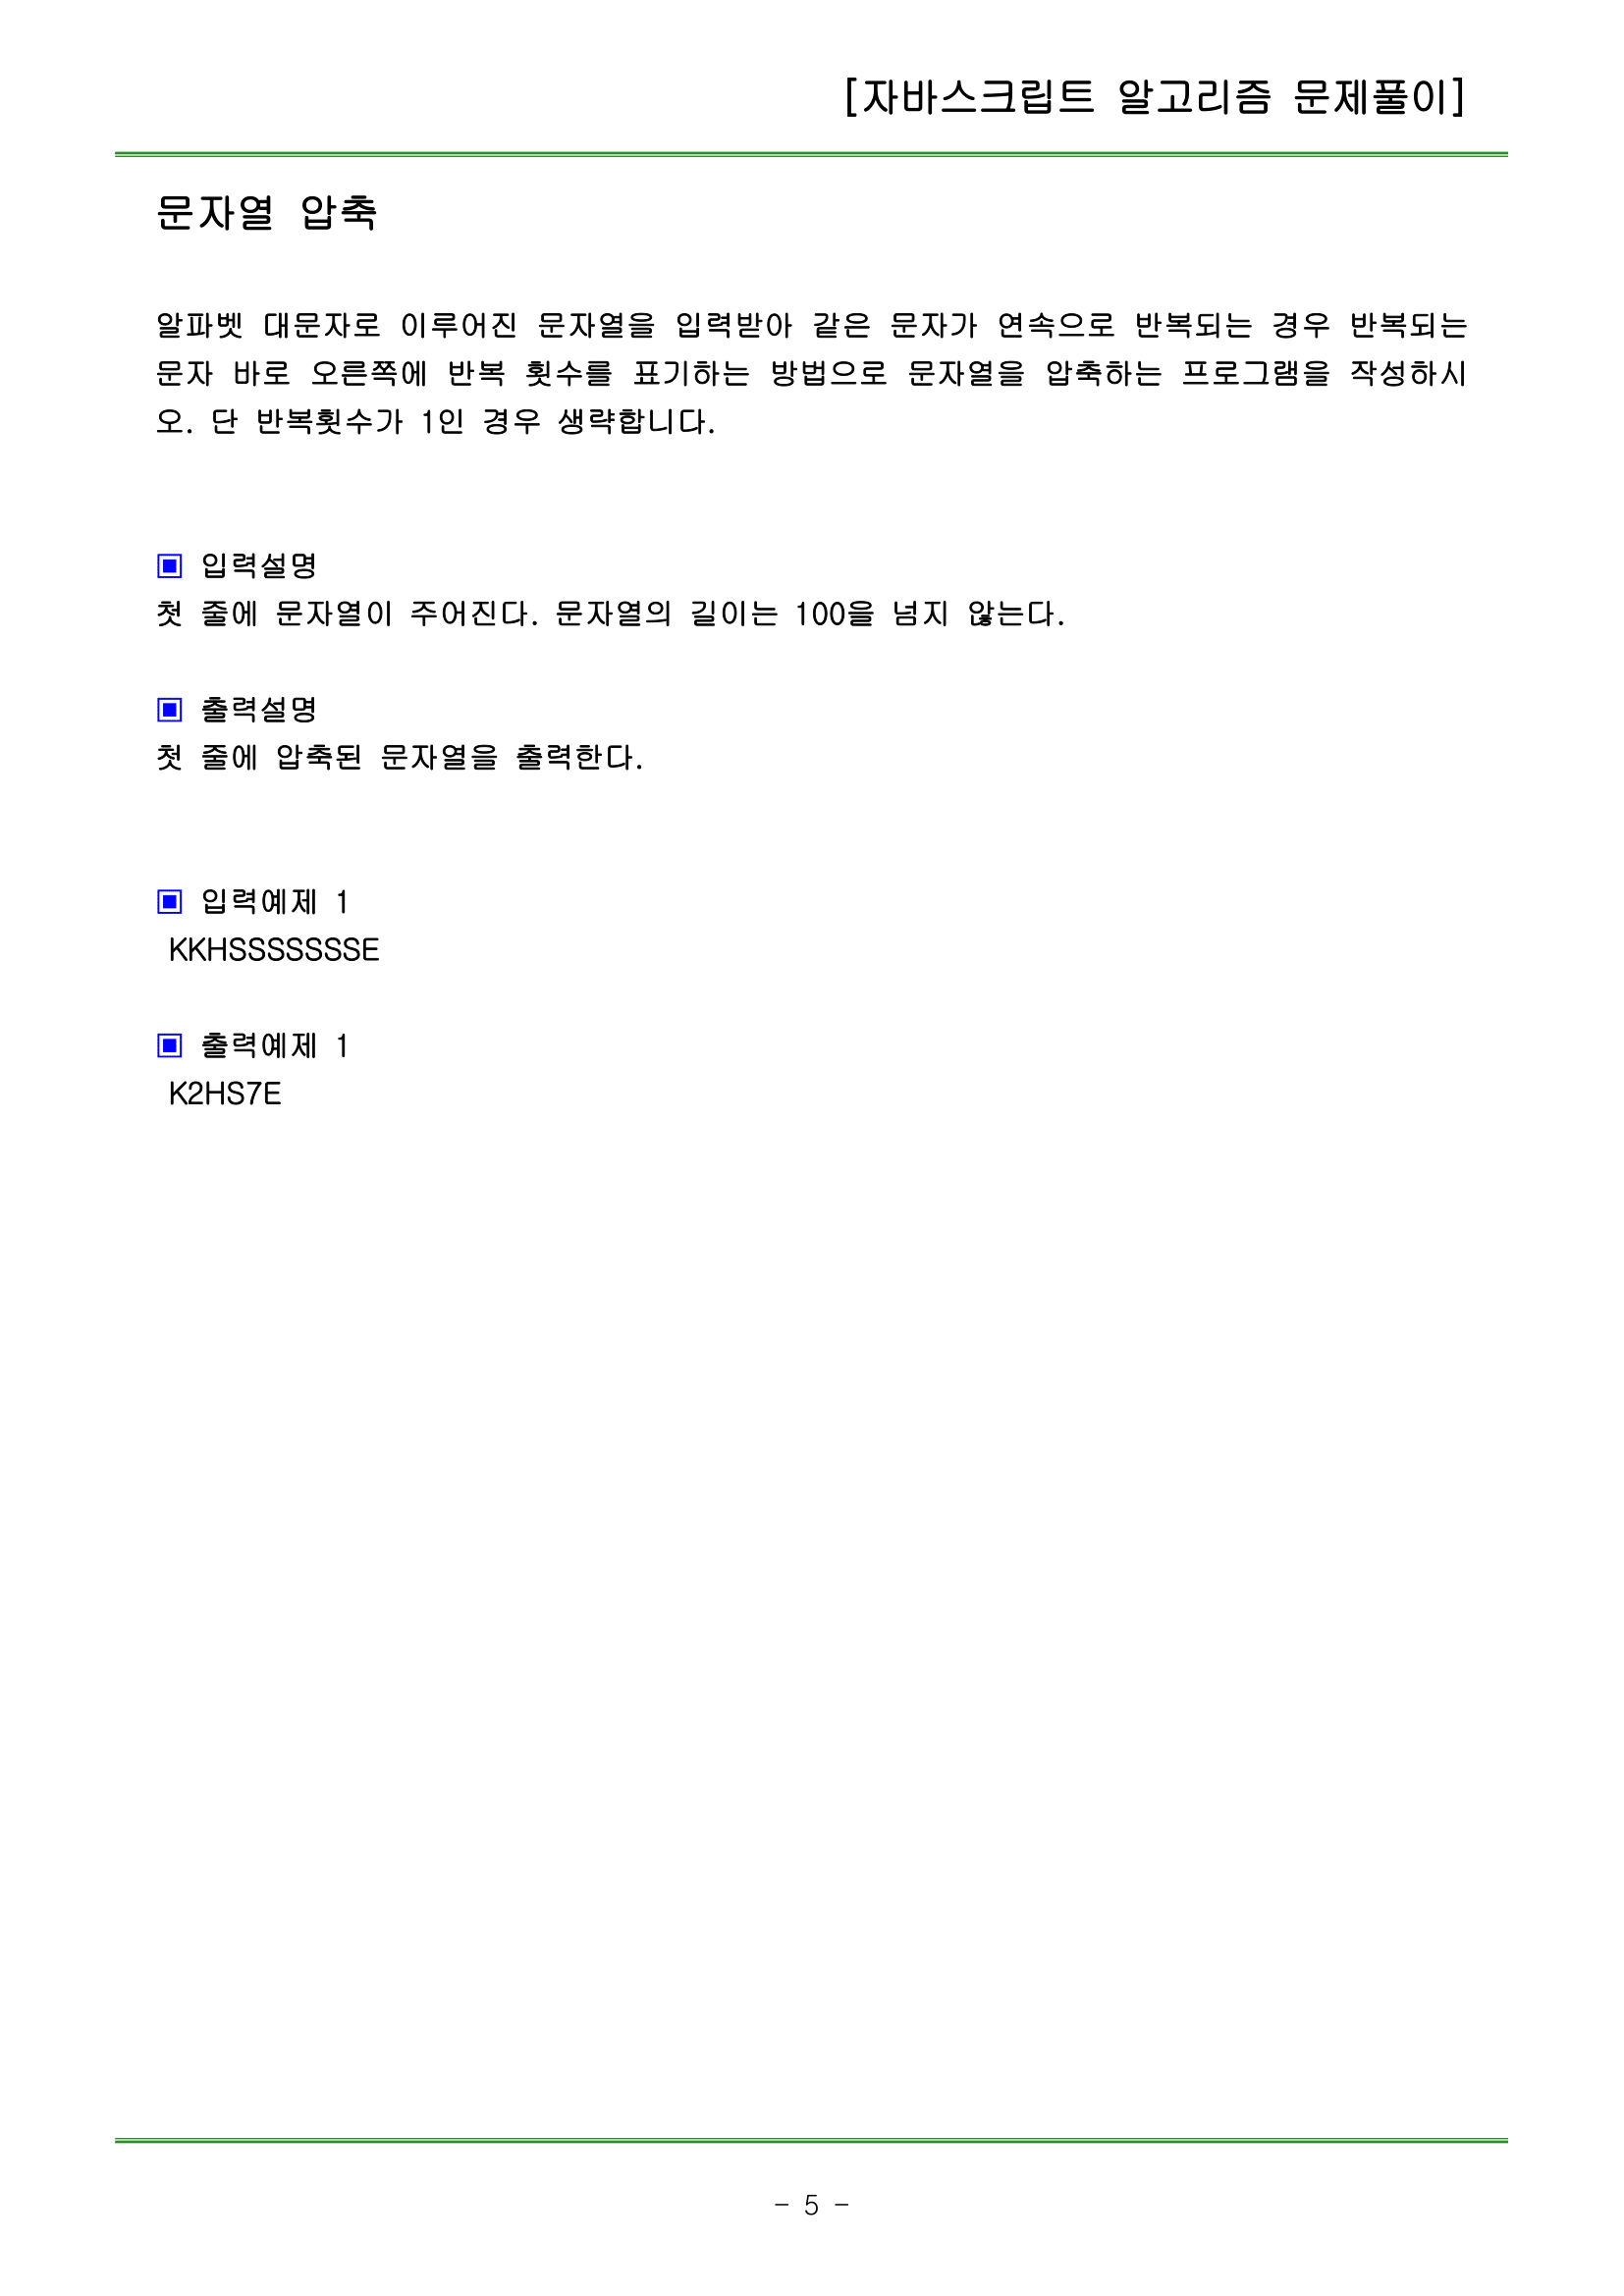 [자바스크립트 알고리즘 문제풀이]
문자열 압축
알파벳 대문자로 이루어진 문자열을 입력받아 같은 문자가 연속으로 반복되는 경우 반복되는
문자 바로 오른쪽에 반복 횟수를 표기하는 방법으로 문자열을 압축하는 프로그램을 작성하시
오. 단 반복횟수가 1인 경우 생략합니다.
▣ 입력설명
첫 줄에 문자열이 주어진다. 문자열의 길이는 100을 넘지 않는다.
▣ 출력설명
첫 줄에 압축된 문자열을 출력한다.
▣ 입력예제 1
KKHSSSSSSSE
▣ 출력예제 1
K2HS7E
- 5 -